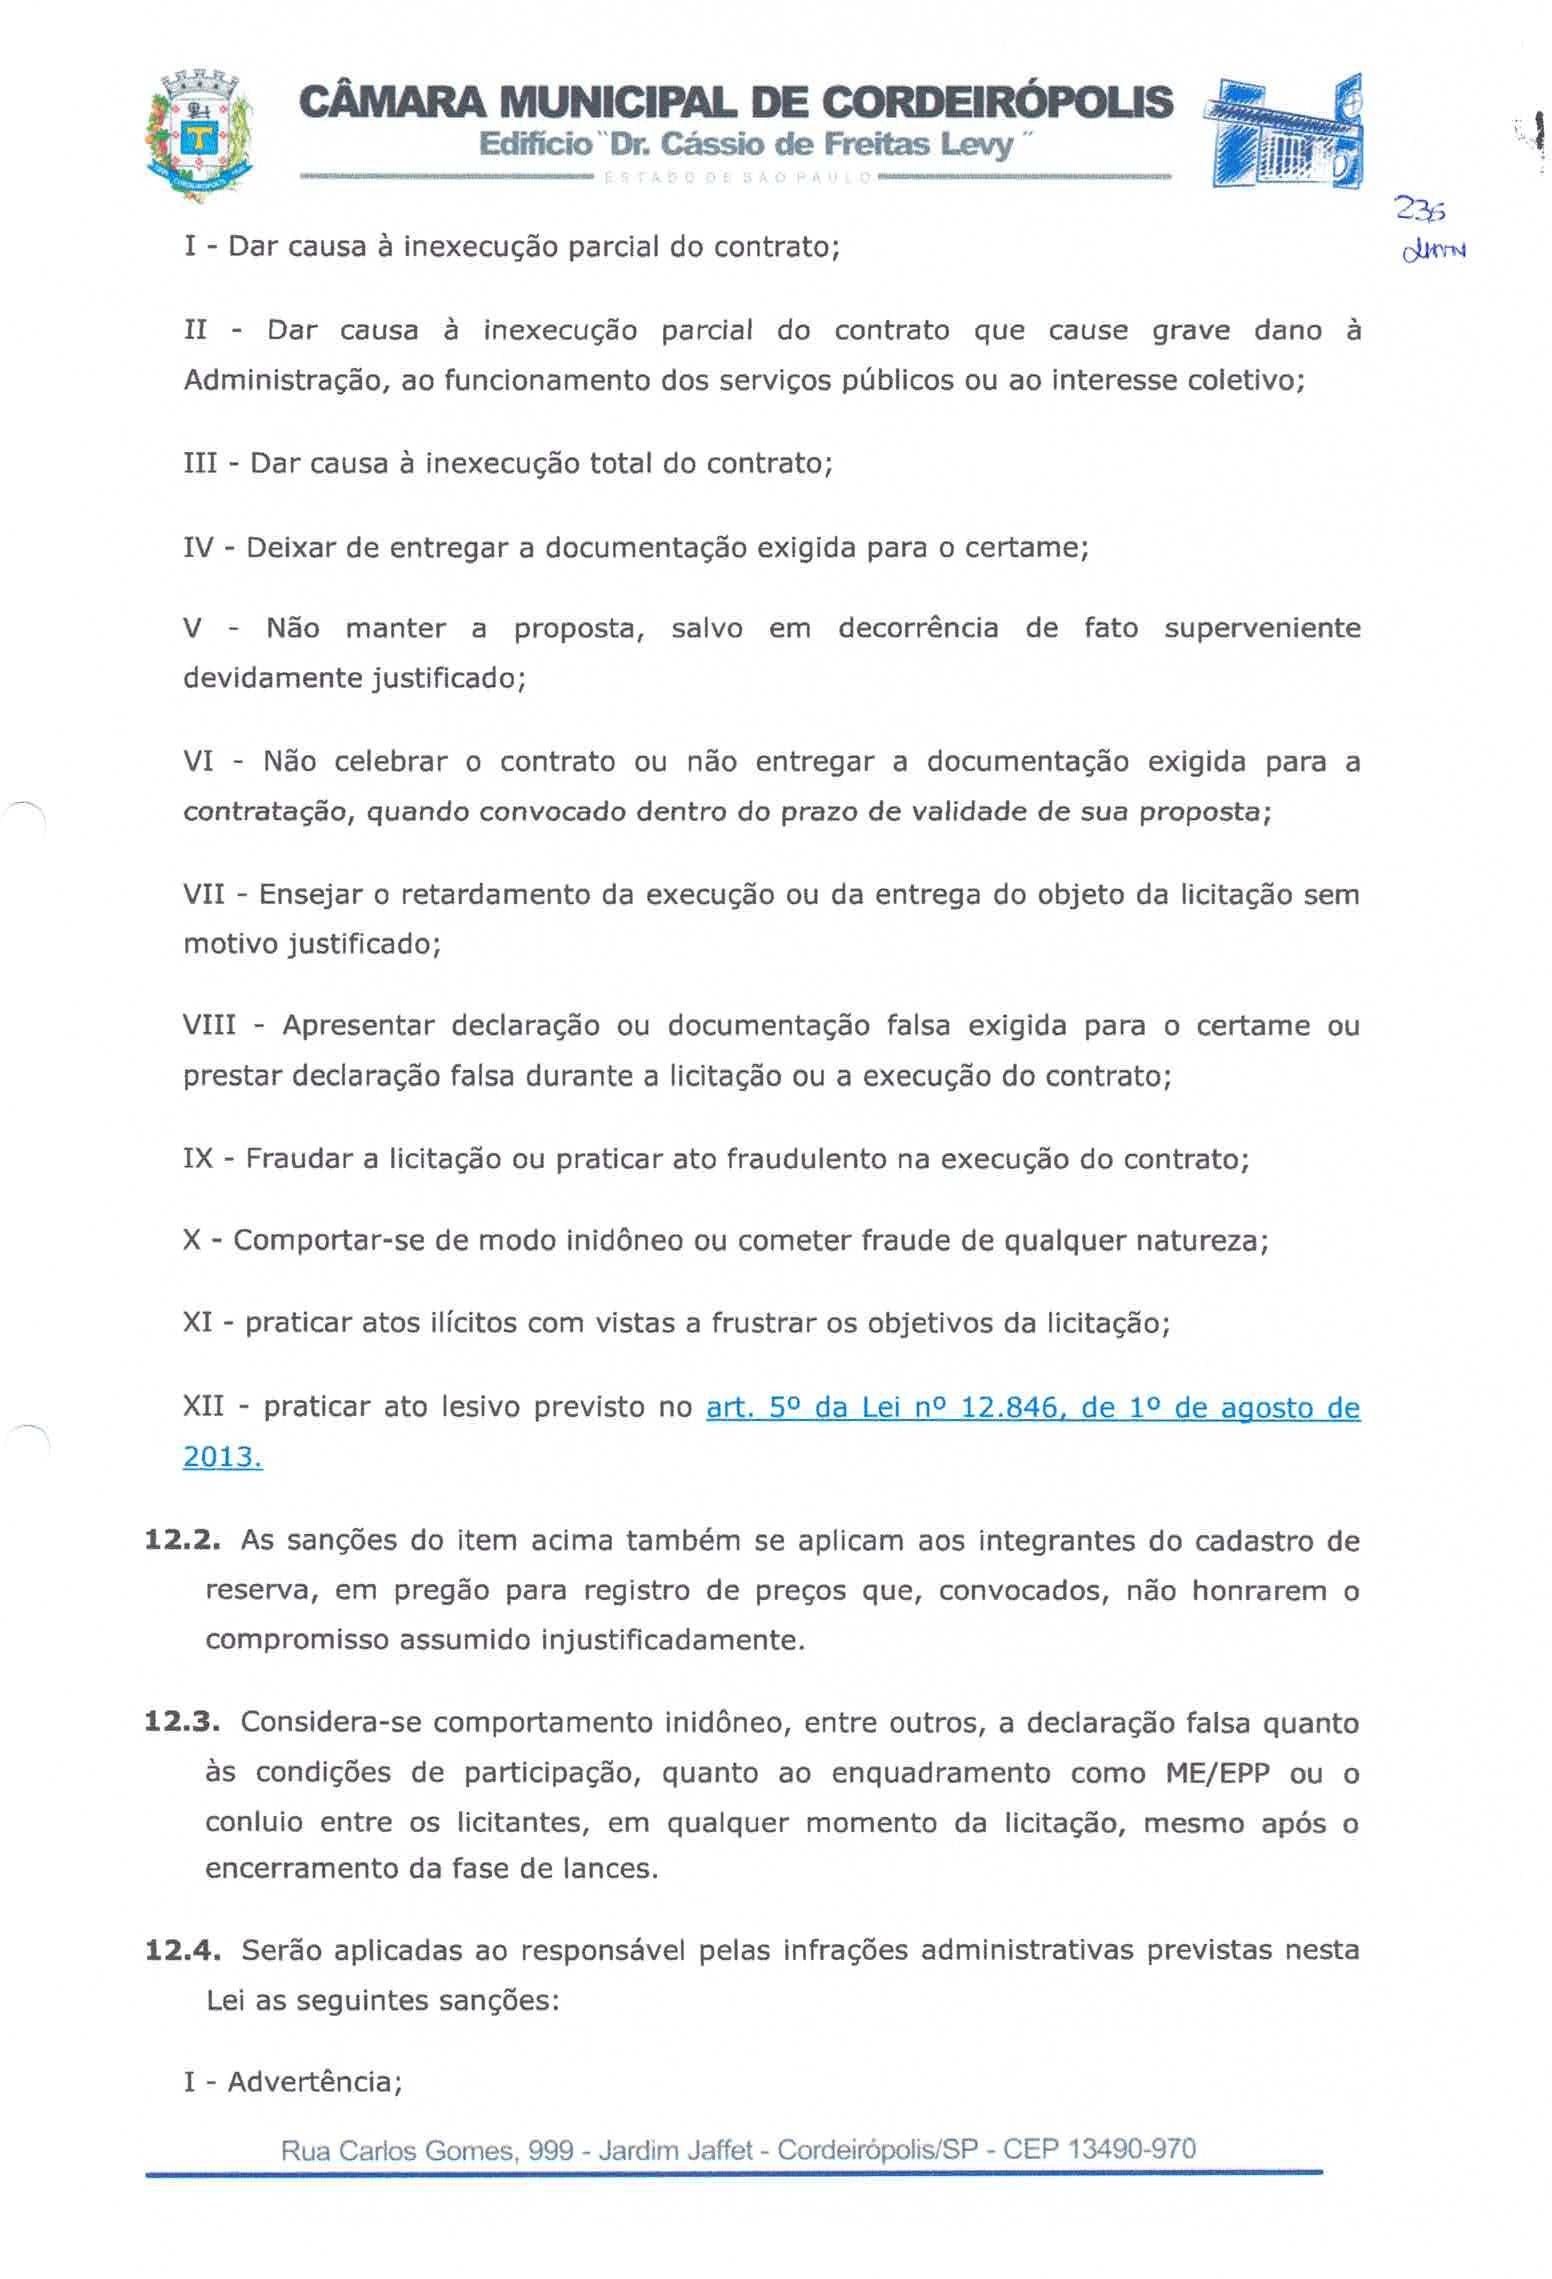 CÂMARA MUNICIPAL DE CORDEIRÓPOLIS
Edifício "Dr. Cássio de Freitas Levy"
ESTADO DE SÃO PAULO
236
I - Dar causa à inexecução parcial do contrato;
II - Dar causa à inexecução parcial do contrato que cause grave dano à
Administração, ao funcionamento dos serviços públicos ou ao interesse coletivo;
III - Dar causa à inexecução total do contrato;
IV - Deixar de entregar a documentação exigida para o certame;
V - Não manter a proposta, salvo em decorrência de fato superveniente
devidamente justificado;
VI - Não celebrar o contrato ou não entregar a documentação exigida para a
contratação, quando convocado dentro do prazo de validade de sua proposta;
VII - Ensejar o retardamento da execução ou da entrega do objeto da licitação sem
motivo justificado;
VIII - Apresentar declaração ou documentação falsa exigida para o certame ou
prestar declaração falsa durante a licitação ou a execução do contrato;
IX - Fraudar a licitação ou praticar ato fraudulento na execução do contrato;
X - Comportar-se de modo inidôneo ou cometer fraude de qualquer natureza;
XI - praticar atos ilícitos com vistas a frustrar os objetivos da licitação;
XII - praticar ato lesivo previsto no art. 5º da Lei nº 12.846, de 1º de agosto de
2013.
12.2. As sanções do item acima também se aplicam aos integrantes do cadastro de
reserva, em pregão para registro de preços que, convocados, não honrarem o
compromisso assumido injustificadamente.
12.3. Considera-se comportamento inidôneo, entre outros, a declaração falsa quanto
às condições de participação, quanto ao enquadramento como ME/EPP ou o
conluio entre os licitantes, em qualquer momento da licitação, mesmo após o
encerramento da fase de lances.
12.4. Serão aplicadas ao responsável pelas infrações administrativas previstas nesta
Lei as seguintes sanções:
I - Advertência;
Rua Carlos Gomes, 999 - Jardim Jaffet - Cordeirópolis/SP - CEP 13490-970